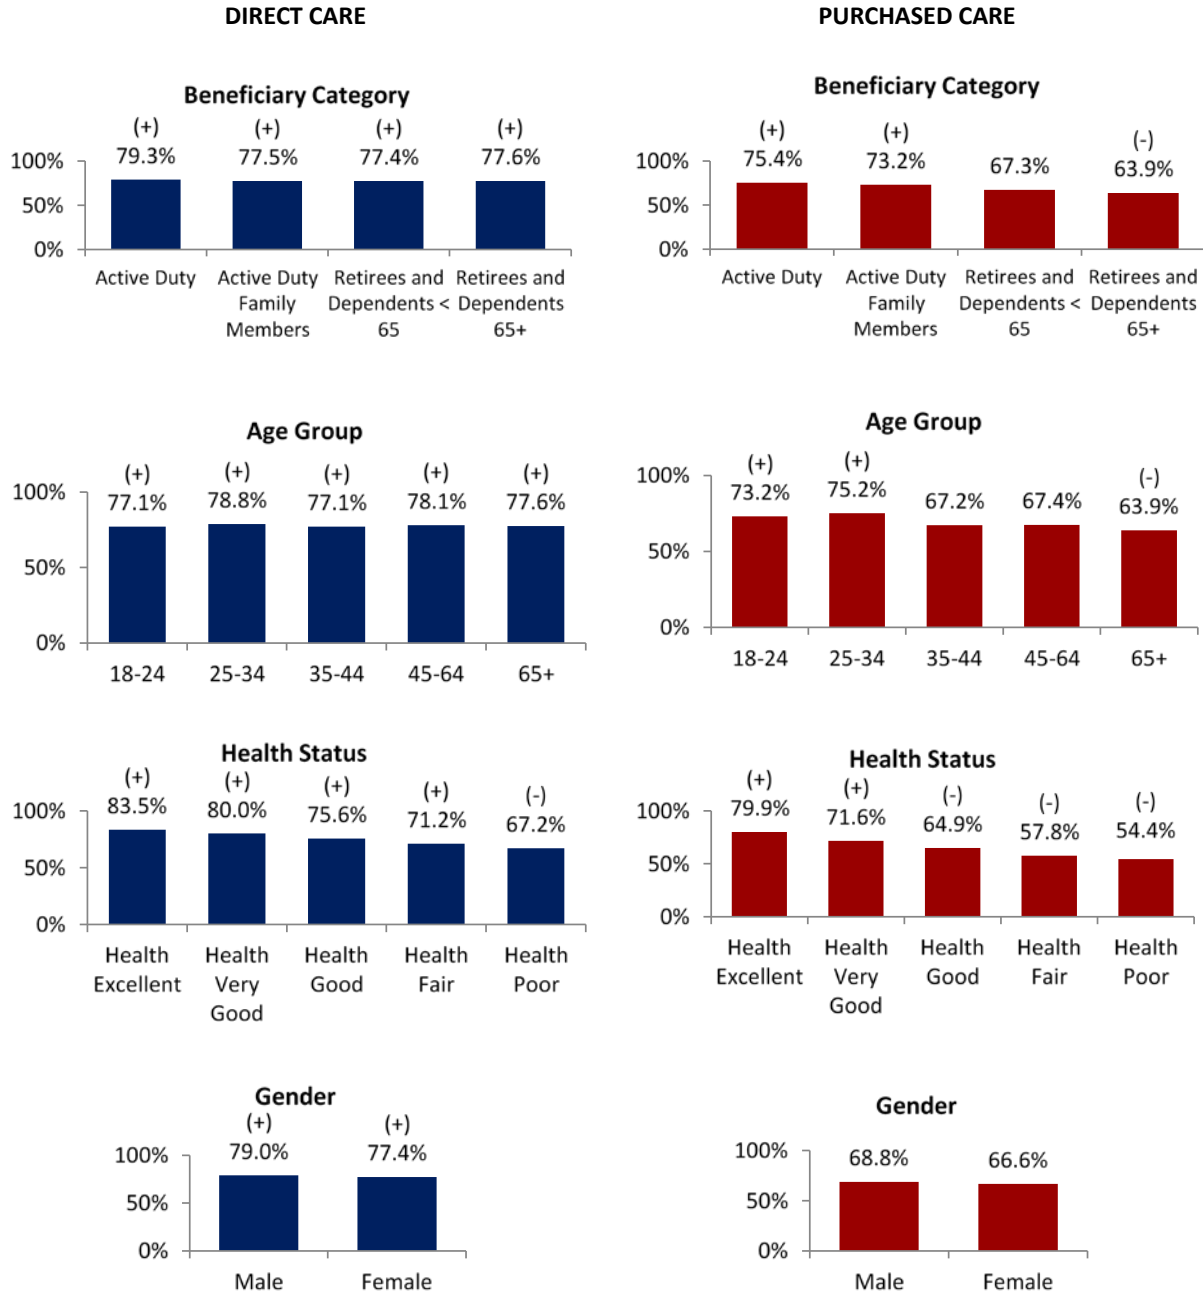 DIRECT CARE
Beneficiary Category
(+) (+) (+) (+)
79.3% 77.5% 77.4% 77.6%
100%
50%
0%
Active Duty Active Duty Retirees and Retirees and
Family Dependents < Dependents
Members 65 65+
Age Group
(+) (+) (+) (+) (+)
77.1% 78.8% 77.1% 78.1% 77.6%
100%
50%
0%
18-24 25-34 35-44 45-64 65+
Health Status
(+) (+) (+) (+) (-)
83.5% 80.0% 75.6% 71.2% 67.2%
100%
50%
0%
Health Health Health Health Health
Excellent Very Good Fair Poor
Good
Gender
(+) (+)
79.0% 77.4%
100%
50%
0%
Male Female
PURCHASED CARE
Beneficiary Category
(+) (+) (-)
75.4% 73.2% 67.3% 63.9%
100%
50%
0%
Active Duty Active Duty Retirees and Retirees and
Family Dependents < Dependents
Members 65 65+
Age Group
(+) (+) (-)
73.2% 75.2% 67.2% 67.4% 63.9%
100%
50%
0%
18-24 25-34 35-44 45-64 65+
Health Status
(+) (+) (-) (-) (-)
79.9% 71.6% 64.9% 57.8% 54.4%
100%
50%
0%
Health Health Health Health Health
Excellent Very Good Fair Poor
Good
Gender
68.8% 66.6%
100%
50%
0%
Male Female